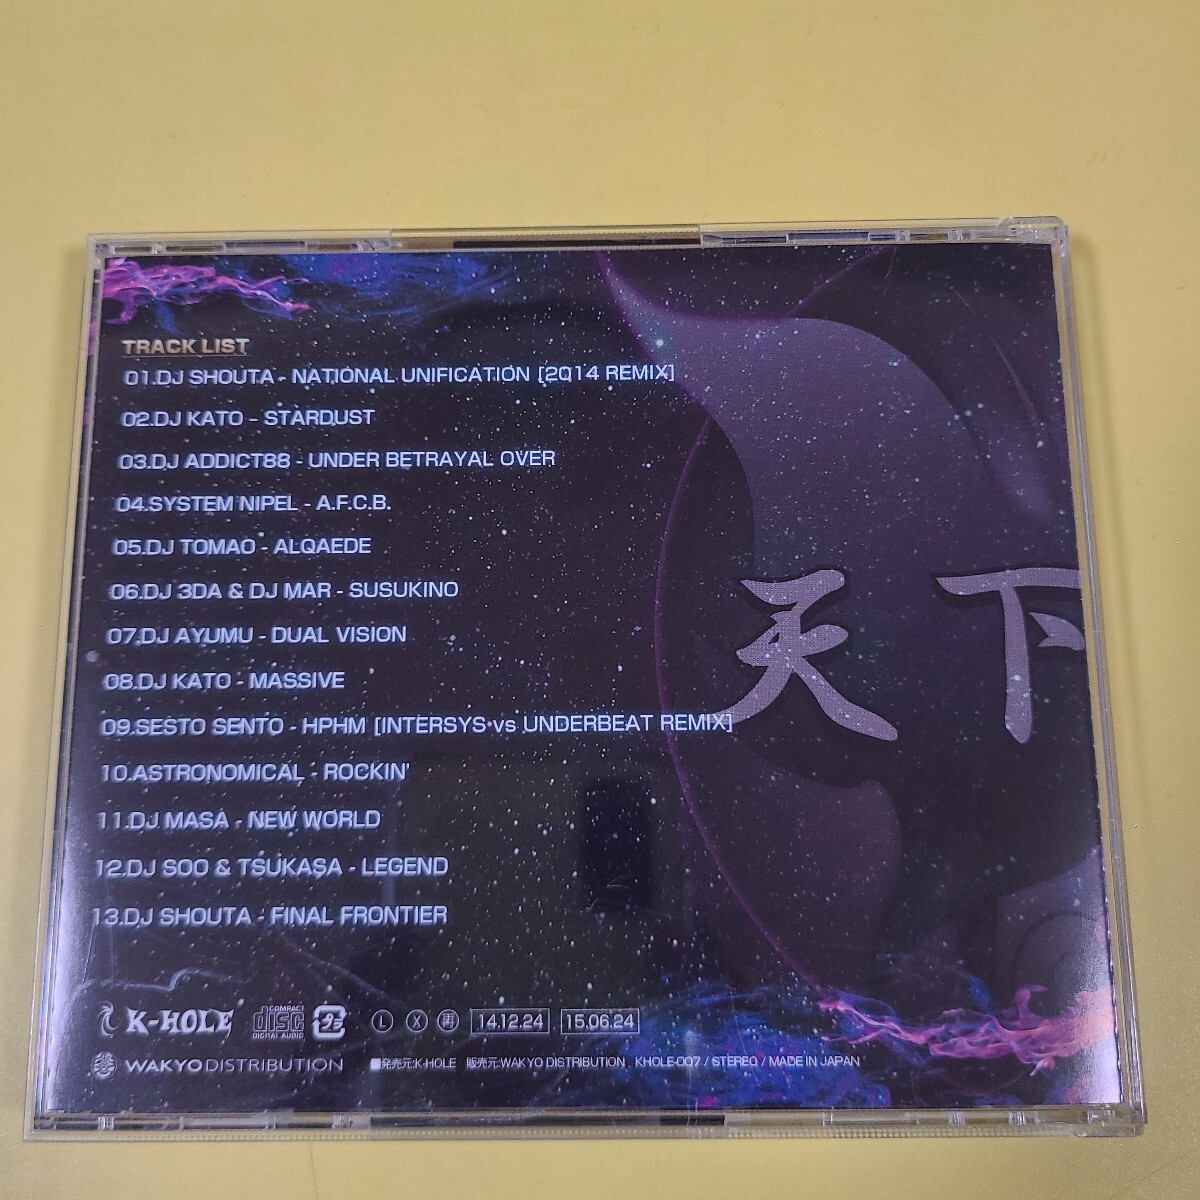 TRACK LIST
01.DJ SHOUTA - NATIONAL UNIFICATION [2014 REMIX]
02.DJ KATO - STARDUST
03.DJ ADDICT88 - UNDER BETRAYAL OVER
04.SYSTEM NIPEL - A.F.C.B.
05.DJ TOMAO - ALQAEDE
06.DJ 3DA & DJ MAR - SUSUKINO
07.DJ AYUMU - DUAL VISION
08.DJ KATO - MASSIVE
09.SESTO SENTO - HPHM [INTERSYS vs UNDERBEAT REMIX]
10.ASTRONOMICAL - ROCKIN'
11.DJ MASA - NEW WORLD
12.DJ SOO & TSUKASA - LEGEND
13.DJ SHOUTA - FINAL FRONTIER
天下
K-HOLE COMPACT disc DIGITAL AUDIO L X 再 14.12.24 15.06.24
WAKYO DISTRIBUTION ■発売元:K-HOLE 販売元:WAKYO DISTRIBUTION . KHOLE-007 / STEREO / MADE IN JAPAN